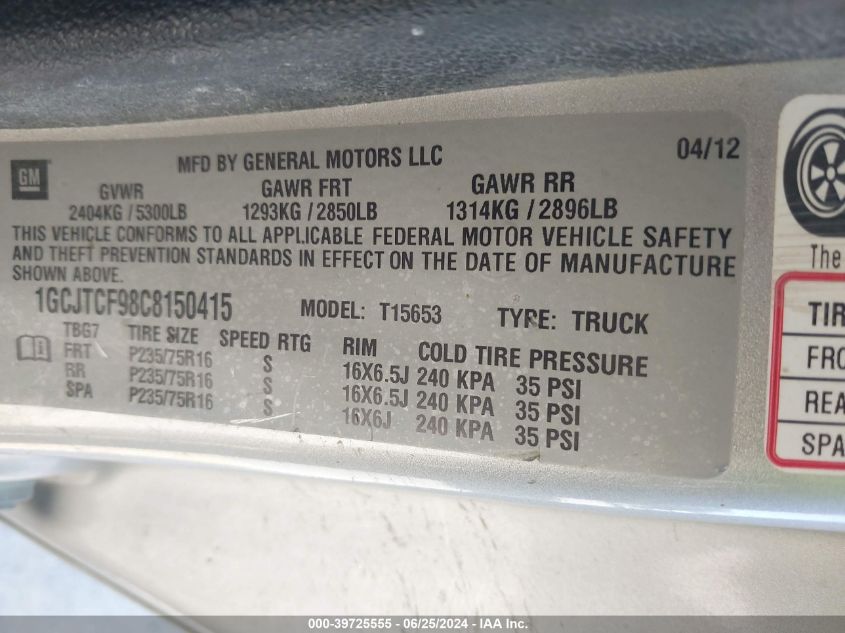 MFD BY GENERAL MOTORS LLC 04/12
GM
GVWR GAWR FRT GAWR RR
2404KG / 5300LB 1293KG / 2850LB 1314KG / 2896LB
THIS VEHICLE CONFORMS TO ALL APPLICABLE FEDERAL MOTOR VEHICLE SAFETY
AND THEFT PREVENTION STANDARDS IN EFFECT ON THE DATE OF MANUFACTURE
SHOWN ABOVE.
1GCJTCF98C8150415 MODEL: T15653 TYPE: TRUCK
TBG7 TIRE SIZE SPEED RTG RIM COLD TIRE PRESSURE
FRT P235/75R16 S 16X6.5J 240 KPA 35 PSI
RR P235/75R16 S 16X6.5J 240 KPA 35 PSI
SPA P235/75R16 S 16X6J 240 KPA 35 PSI
The
TIR
FRO
REA
SPA
000-39725555 - 06/25/2024 - IAA Inc.